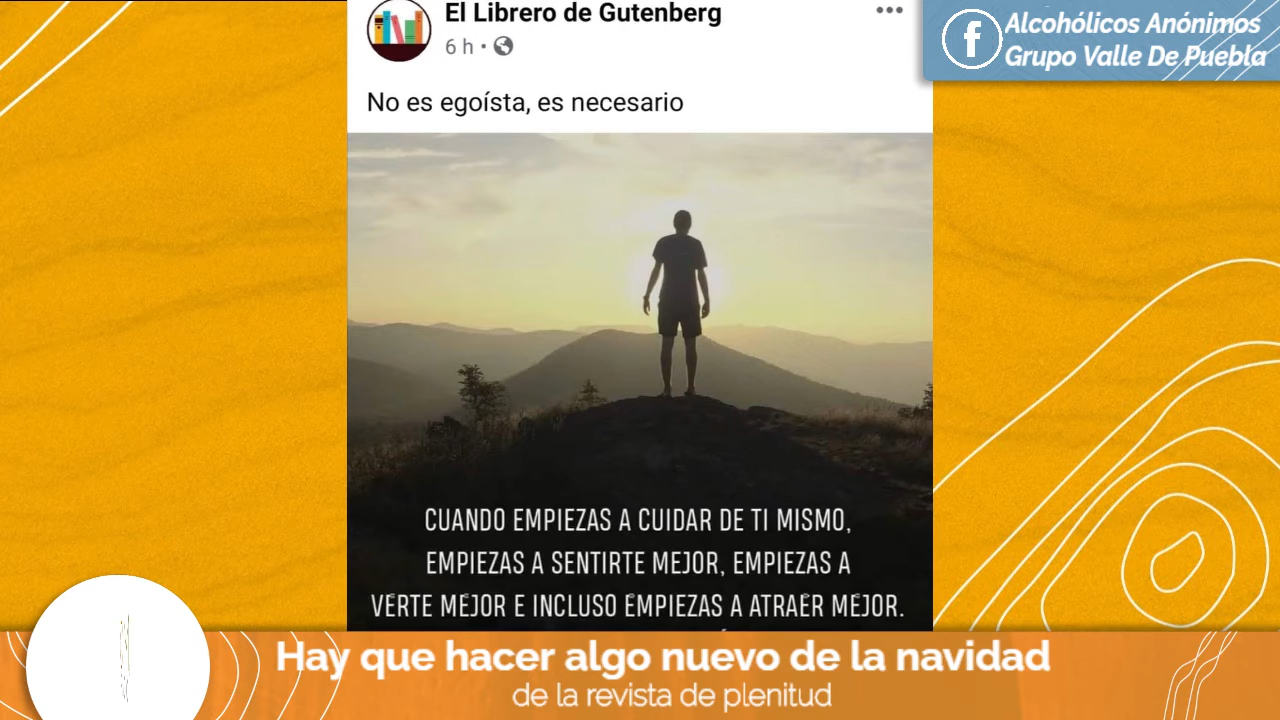 El Librero de Gutenberg
6 h
No es egoísta, es necesario
Alcohólicos Anónimos
Grupo Valle De Puebla
CUANDO EMPIEZAS A CUIDAR DE TI MISMO,
EMPIEZAS A SENTIRTE MEJOR, EMPIEZAS A
VERTE MEJOR E INCLUSO EMPIEZAS A ATRAER MEJOR.
Hay que hacer algo nuevo de la navidad
de la revista de plenitud